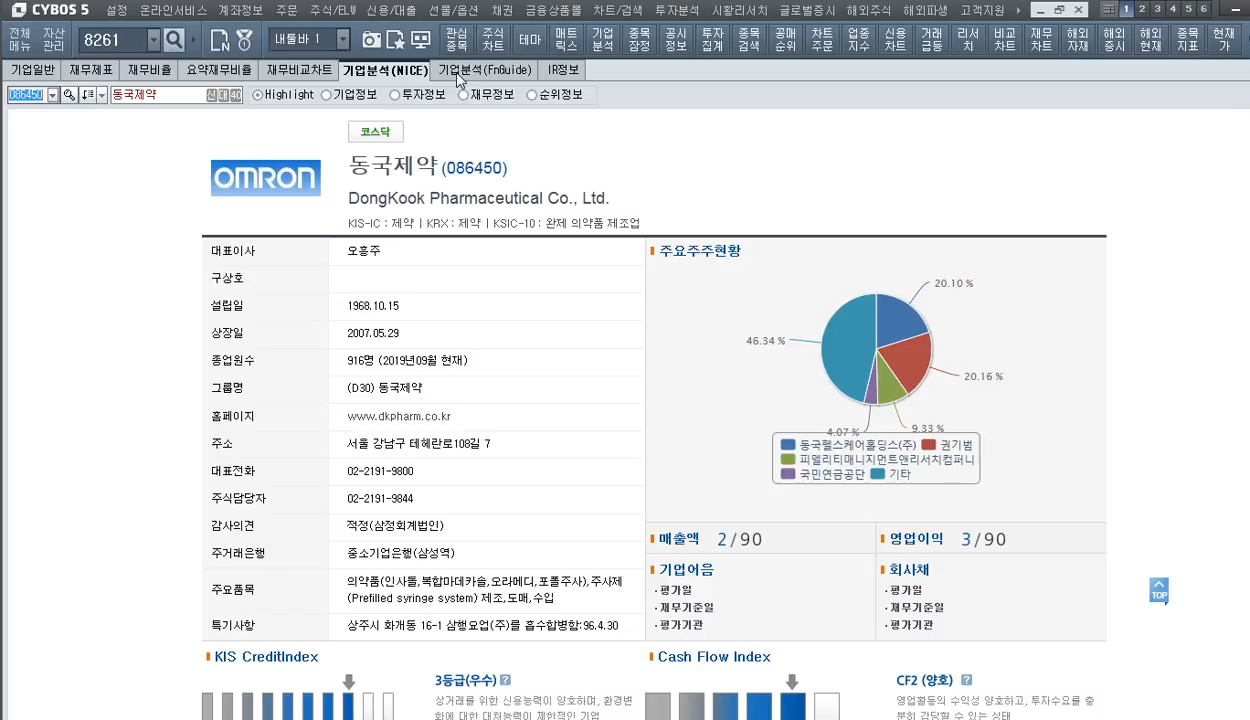 CYBOS 5 설정 온라인서비스 계좌정보 주문 주식/ELW 신용/대출 선물/옵션 채권 금융상품몰 차트/검색 투자분석 시황리서치 글로벌증시 해외주식 해외파생 고객지원 1 2 3 4 5 6
전체메뉴 자산관리 8261 내툴바 1 관심종목 주식차트 테마 매트릭스 기업분석 종목잠정 공시정보 투자집계 종목검색 공매순위 차트주문 업종지수 신용차트 거래급등 리서치 비교차트 재무차트 해외자재 해외증시 해외현재 종목지표 현재가
기업일반 재무제표 재무비율 요약재무비율 재무비교차트 기업분석(NICE) 기업분석(FnGuide) IR정보
086450 동국제약 신 대 40 Highlight 기업정보 투자정보 재무정보 순위정보
코스닥
동국제약 (086450)
OMRON
DongKook Pharmaceutical Co., Ltd.
KIS-IC : 제약 | KRX : 제약 | KSIC-10 : 완제 의약품 제조업
대표이사 오흥주
구상호
설립일 1968.10.15
상장일 2007.05.29
종업원수 916명 (2019년09월 현재)
그룹명 (D30) 동국제약
홈페이지 www.dkpharm.co.kr
주소 서울 강남구 테헤란로108길 7
대표전화 02-2191-9800
주식담당자 02-2191-9844
감사의견 적정(삼정회계법인)
주거래은행 중소기업은행(삼성역)
주요품목 의약품(인사돌,복합마데카솔,오라메디,포폴주사),주사제
(Prefilled syringe system) 제조,도매,수입
특기사항 상주시 화개동 16-1 삼행요업(주)를 흡수합병함:96.4.30
주요주주현황
20.10 %
46.34 %
20.16 %
9.33 %
4.07 %
동국헬스케어홀딩스(주) 권기범
피델리티매니지먼트앤리서치컴퍼니
국민연금공단 기타
매출액 2/90 영업이익 3/90
기업어음 회사채
·평가일 ·평가일
·재무기준일 ·재무기준일
·평가기관 ·평가기관
TOP
KIS CreditIndex
3등급(우수) ?
상거래를 위한 신용능력이 양호하며, 환경변
화에 대한 대처능력이 제한적인 기업
Cash Flow Index
CF2 (양호) ?
영업활동의 수익성 양호하고, 투자수요를 충
분히 감당할 수 있는 상태